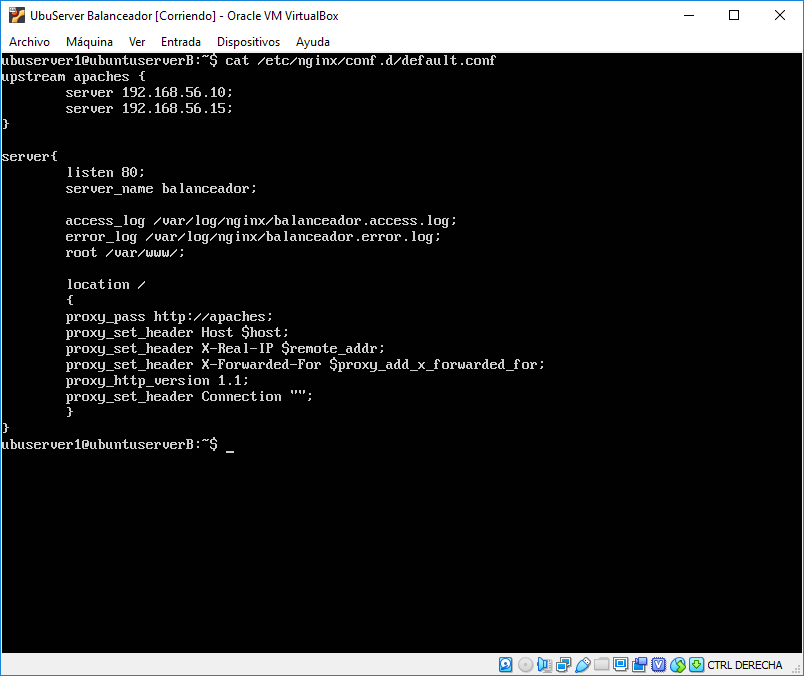 UbuServer Balanceador [Corriendo] - Oracle VM VirtualBox
Archivo Máquina Ver Entrada Dispositivos Ayuda
ubuserver1@ubuntuserverB:~$ cat /etc/nginx/conf.d/default.conf
upstream apaches {
server 192.168.56.10;
server 192.168.56.15;
}
server{
listen 80;
server_name balanceador;
access_log /var/log/nginx/balanceador.access.log;
error_log /var/log/nginx/balanceador.error.log;
root /var/www/;
location /
{
proxy_pass http://apaches;
proxy_set_header Host $host;
proxy_set_header X-Real-IP $remote_addr;
proxy_set_header X-Forwarded-For $proxy_add_x_forwarded_for;
proxy_http_version 1.1;
proxy_set_header Connection "";
}
}
ubuserver1@ubuntuserverB:~$ _
CTRL DERECHA